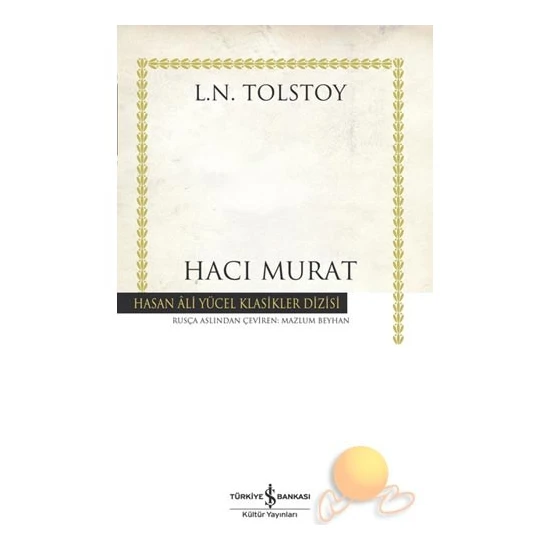 L.N. TOLSTOY
HACI MURAT
HASAN ÂLİ YÜCEL KLASİKLER DİZİSİ
RUSÇA ASLINDAN ÇEVİREN: MAZLUM BEYHAN
TÜRKİYE İŞ BANKASI
Kültür Yayınları